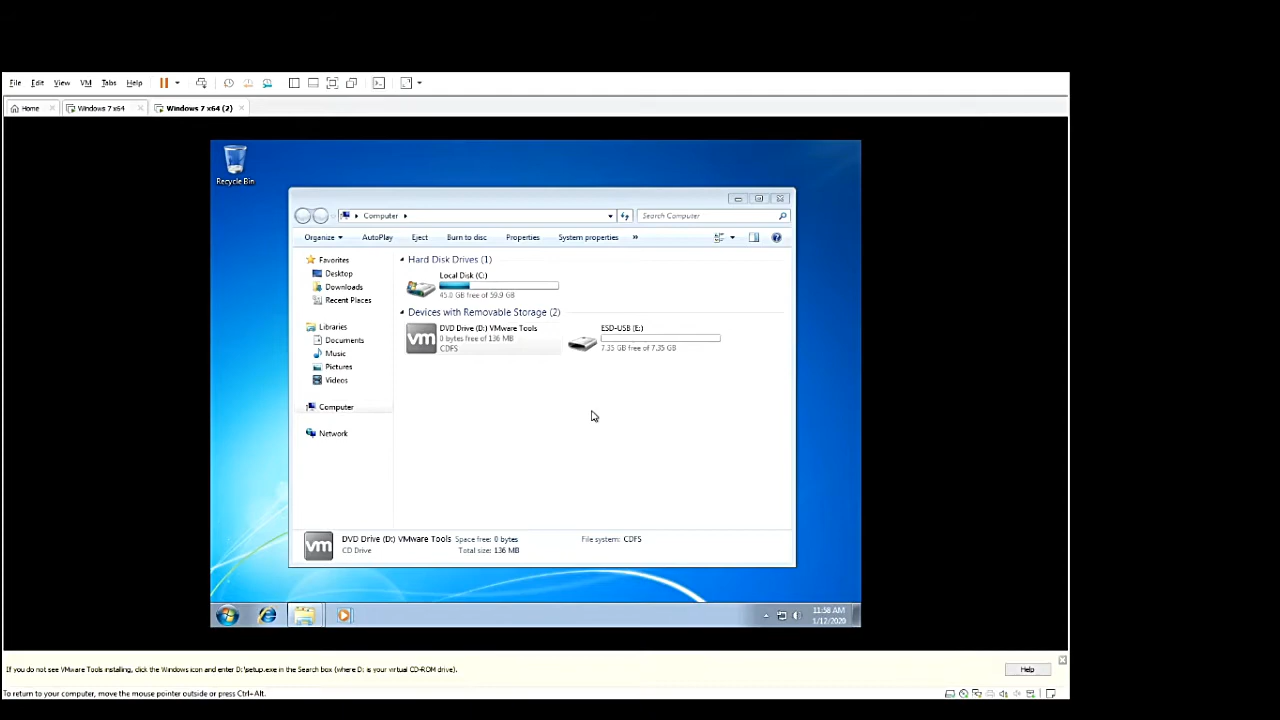 File Edit View VM Tabs Help
Home Windows 7 x64 Windows 7 x64 (2)
Recycle Bin
Computer Search Computer
Organize AutoPlay Eject Burn to disc Properties System properties »
Favorites
Desktop
Downloads
Recent Places
Libraries
Documents
Music
Pictures
Videos
Computer
Network
Hard Disk Drives (1)
Local Disk (C:)
45.0 GB free of 59.9 GB
Devices with Removable Storage (2)
DVD Drive (D:) VMware Tools
0 bytes free of 136 MB
CDFS
vm
ESD-USB (E:)
7.35 GB free of 7.35 GB
vm
DVD Drive (D:) VMware Tools Space free: 0 bytes File system: CDFS
CD Drive Total size: 136 MB
11:58 AM
1/12/2020
If you do not see VMware Tools installing, click the Windows icon and enter D:\setup.exe in the Search box (where D: is your virtual CD-ROM drive). Help
To return to your computer, move the mouse pointer outside or press Ctrl+Alt.